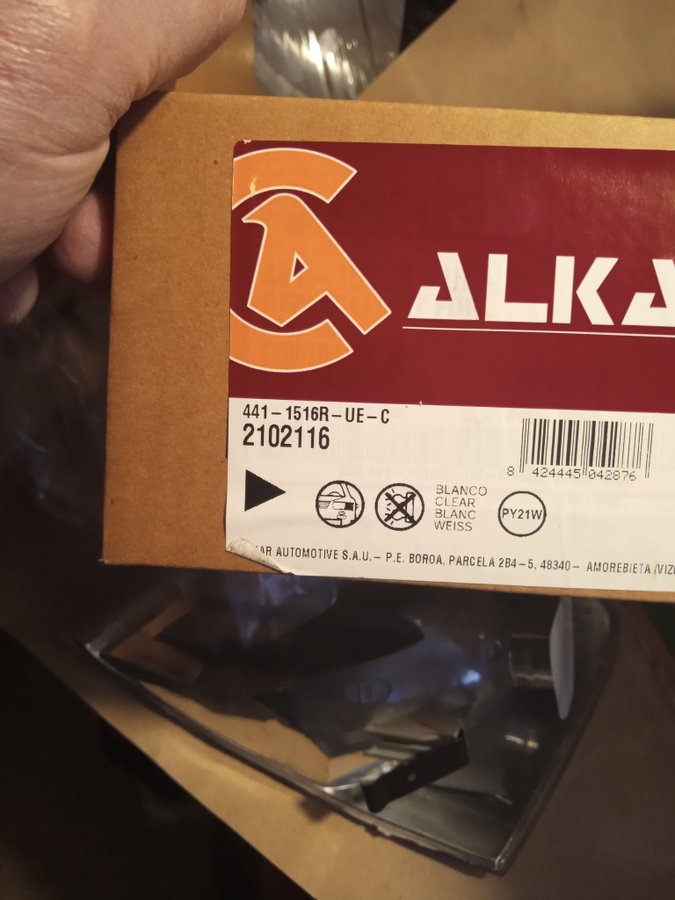 ALKA
441-1516R-UE-C
2102116
8 424445 042876
BLANCO
CLEAR
BLANC
WEISS
PY21W
AR AUTOMOTIVE S.A.U.- P.E. BOROA, PARCELA 2B4-5, 48340- AMOREBIETA (VIZ